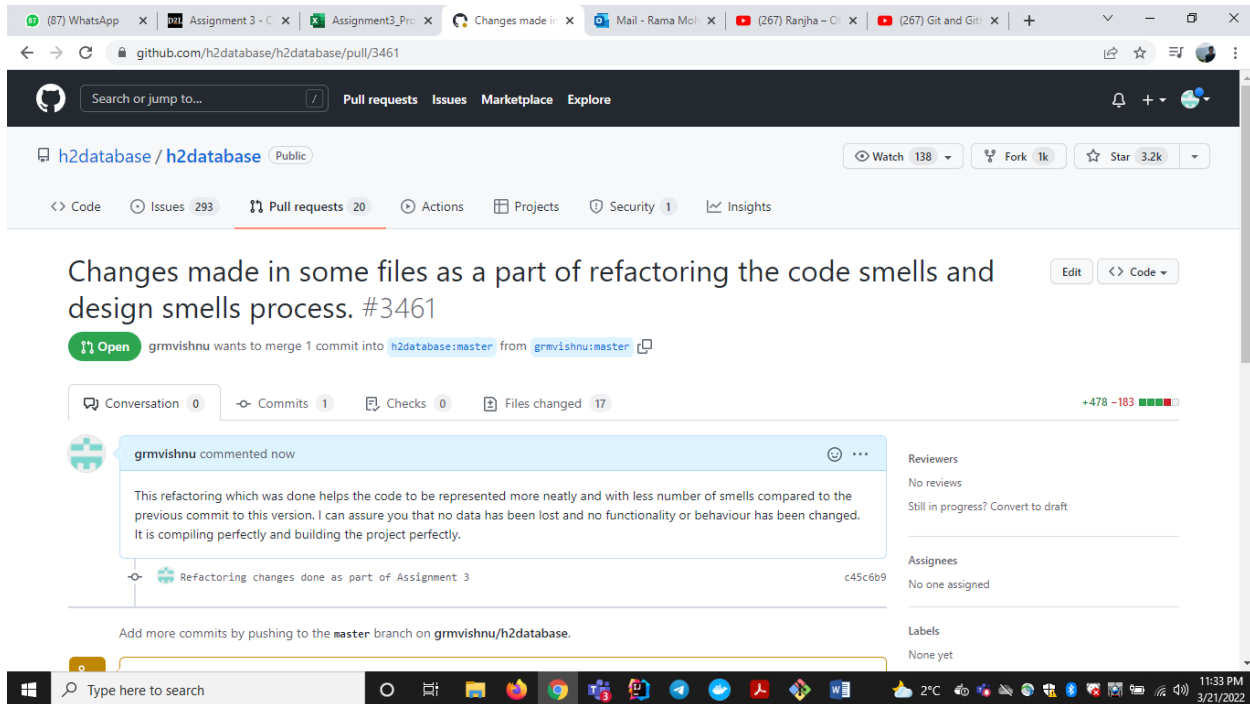 (87) WhatsApp
D2L Assignment 3 - C
Assignment3_Pro
Changes made in
Mail - Rama Moh
(267) Ranjha – O
(267) Git and Git
github.com/h2database/h2database/pull/3461
Search or jump to... /
Pull requests Issues Marketplace Explore
h2database / h2database Public
Watch 138
Fork 1k
Star 3.2k
<> Code
Issues 293
Pull requests 20
Actions
Projects
Security 1
Insights
Changes made in some files as a part of refactoring the code smells and
design smells process. #3461
Edit
<> Code
Open grmvishnu wants to merge 1 commit into h2database:master from grmvishnu:master
Conversation 0
Commits 1
Checks 0
Files changed 17
+478 −183
grmvishnu commented now
This refactoring which was done helps the code to be represented more neatly and with less number of smells compared to the
previous commit to this version. I can assure you that no data has been lost and no functionality or behaviour has been changed.
It is compiling perfectly and building the project perfectly.
Refactoring changes done as part of Assignment 3 c45c6b9
Add more commits by pushing to the master branch on grmvishnu/h2database.
Reviewers
No reviews
Still in progress? Convert to draft
Assignees
No one assigned
Labels
None yet
Type here to search
2°C
11:33 PM
3/21/2022